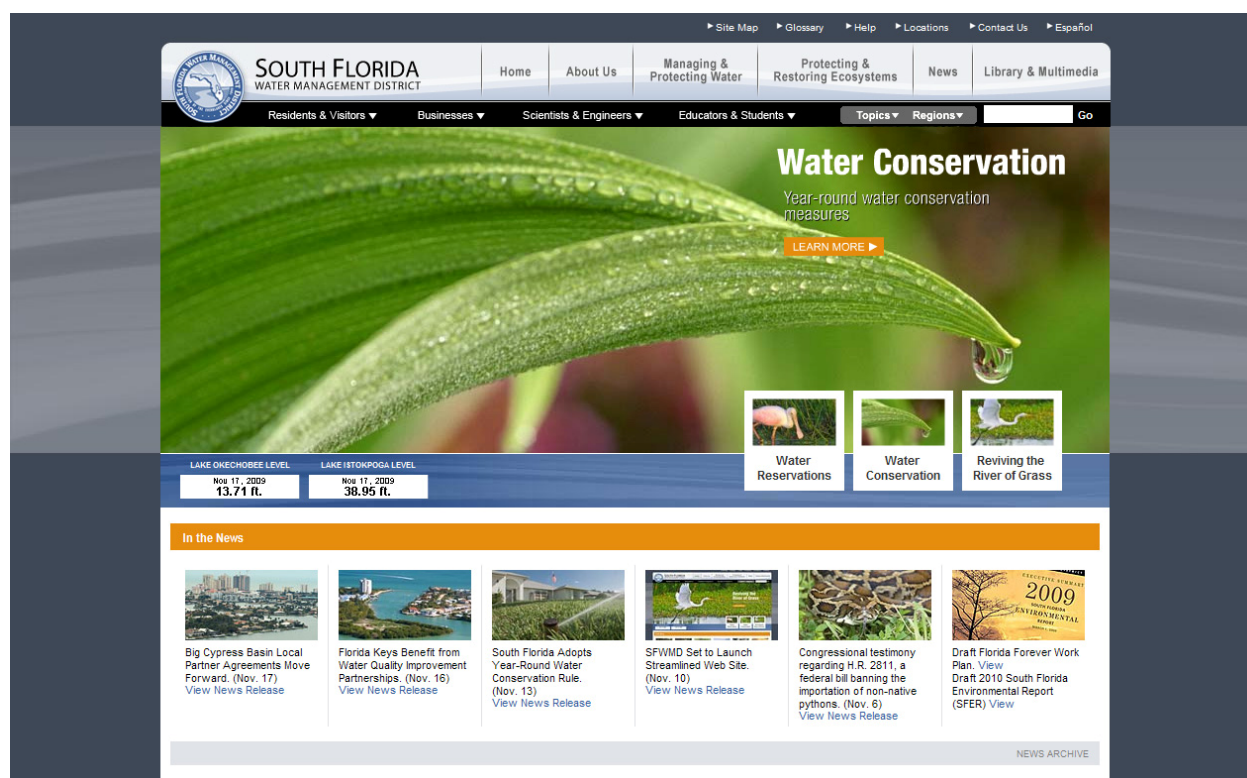 Site Map Glossary Help Locations Contact Us Español
SOUTH FLORIDA
WATER MANAGEMENT DISTRICT
Home About Us Managing & Protecting Water Protecting & Restoring Ecosystems News Library & Multimedia
Residents & Visitors Businesses Scientists & Engineers Educators & Students Topics Regions Go
Water Conservation
Year-round water conservation
measures
LEARN MORE
Water
Reservations
Water
Conservation
Reviving the
River of Grass
LAKE OKEECHOBEE LEVEL
Nov 17, 2009
13.71 ft.
LAKE ISTOKPOGA LEVEL
Nov 17, 2009
38.95 ft.
In the News
Big Cypress Basin Local
Partner Agreements Move
Forward. (Nov. 17)
View News Release
Florida Keys Benefit from
Water Quality Improvement
Partnerships. (Nov. 16)
View News Release
South Florida Adopts
Year-Round Water
Conservation Rule.
(Nov. 13)
View News Release
SFWMD Set to Launch
Streamlined Web Site.
(Nov. 10)
View News Release
Congressional testimony
regarding H.R. 2811, a
federal bill banning the
importation of non-native
pythons. (Nov. 6)
View News Release
EXECUTIVE SUMMARY
2009
SOUTH FLORIDA
ENVIRONMENTAL
REPORT
Draft Florida Forever Work
Plan. View
Draft 2010 South Florida
Environmental Report
(SFER) View
NEWS ARCHIVE